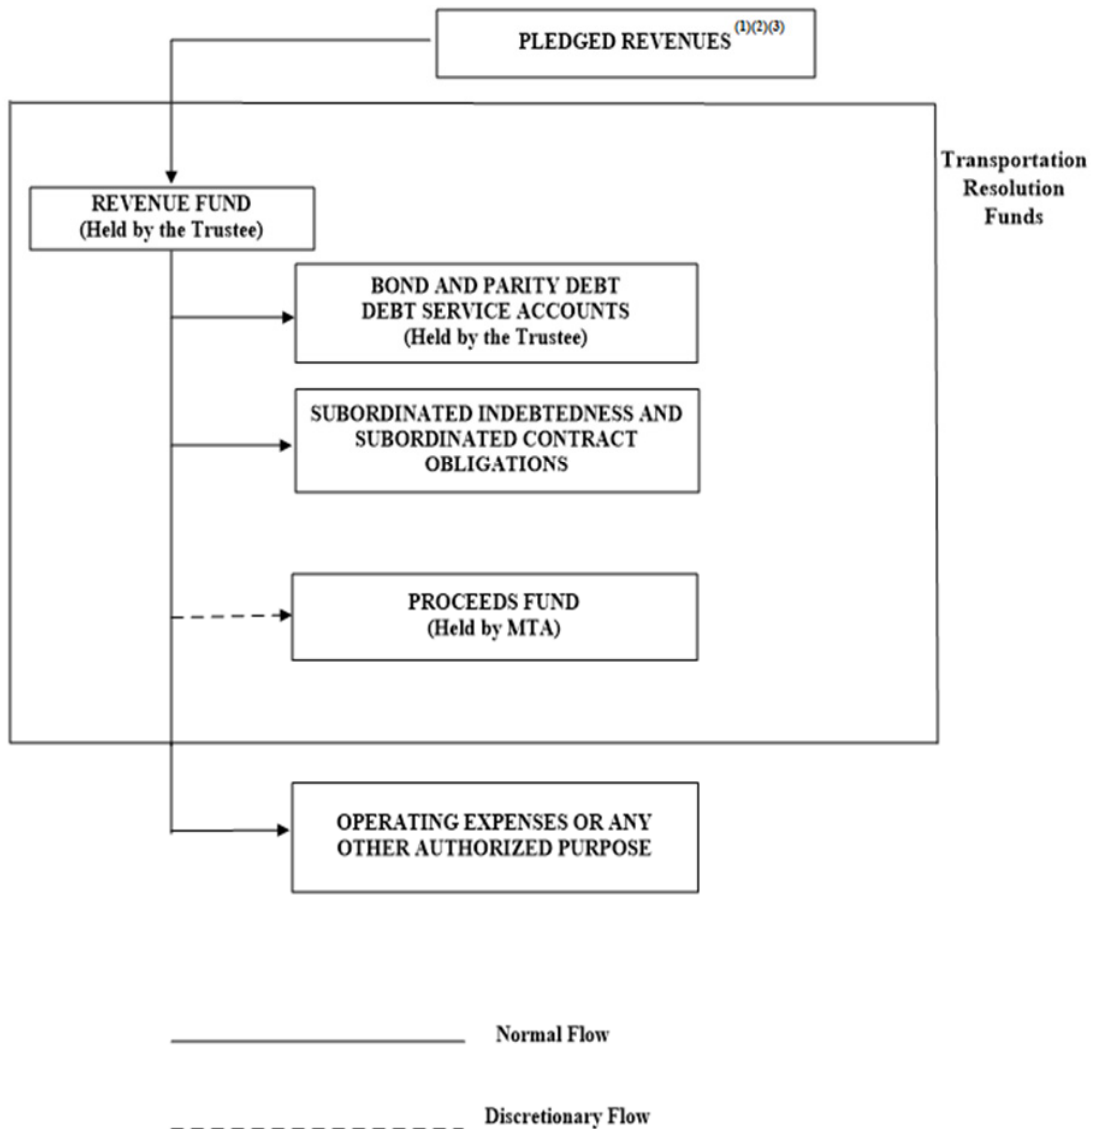 PLEDGED REVENUES (1)(2)(3)
Transportation
Resolution
Funds
REVENUE FUND
(Held by the Trustee)
BOND AND PARITY DEBT
DEBT SERVICE ACCOUNTS
(Held by the Trustee)
SUBORDINATED INDEBTEDNESS AND
SUBORDINATED CONTRACT
OBLIGATIONS
PROCEEDS FUND
(Held by MTA)
OPERATING EXPENSES OR ANY
OTHER AUTHORIZED PURPOSE
Normal Flow
Discretionary Flow